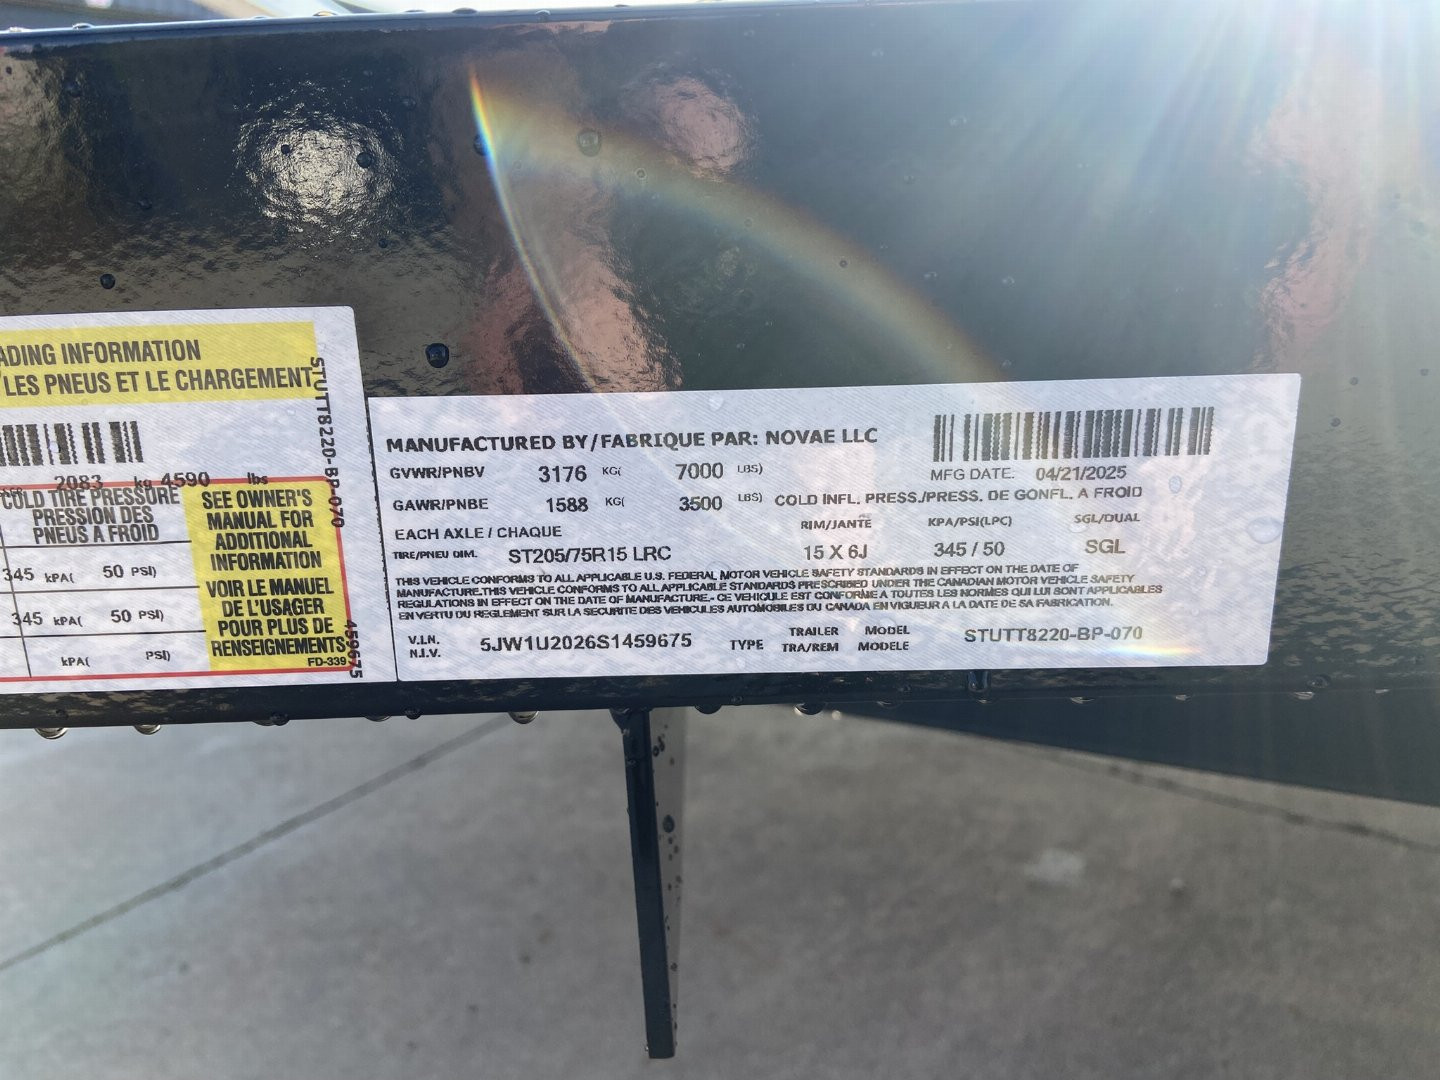 ADING INFORMATION
LES PNEUS ET LE CHARGEMENT
STUTT8220-BP-070
2083 kg 4590 lbs
COLD TIRE PRESSURE
PRESSION DES
PNEUS A FROID
345 kPA( 50 PSI)
345 kPA( 50 PSI)
kPA( PSI)
SEE OWNER'S
MANUAL FOR
ADDITIONAL
INFORMATION
VOIR LE MANUEL
DE L'USAGER
POUR PLUS DE
RENSEIGNEMENTS
FD-339
459675
MANUFACTURED BY/FABRIQUE PAR: NOVAE LLC
GVWR/PNBV 3176 KG( 7000 LBS) MFG DATE: 04/21/2025
GAWR/PNBE 1588 KG( 3500 LBS) COLD INFL. PRESS./PRESS. DE GONFL. A FROID
EACH AXLE / CHAQUE RIM/JANTE KPA/PSI(LPC) SGL/DUAL
TIRE/PNEU DIM. ST205/75R15 LRC 15 X 6J 345 / 50 SGL
THIS VEHICLE CONFORMS TO ALL APPLICABLE U.S. FEDERAL MOTOR VEHICLE SAFETY STANDARDS IN EFFECT ON THE DATE OF
MANUFACTURE.THIS VEHICLE CONFORMS TO ALL APPLICABLE STANDARDS PRESCRIBED UNDER THE CANADIAN MOTOR VEHICLE SAFETY
REGULATIONS IN EFFECT ON THE DATE OF MANUFACTURE.- CE VEHICULE EST CONFORME A TOUTES LES NORMES QUI LUI SONT APPLICABLES
EN VERTU DU REGLEMENT SUR LA SECURITE DES VEHICULES AUTOMOBILES DU CANADA EN VIGUEUR A LA DATE DE SA FABRICATION.
V.I.N.
N.I.V. 5JW1U2026S1459675 TYPE TRAILER MODEL STUTT8220-BP-070
TRA/REM MODELE